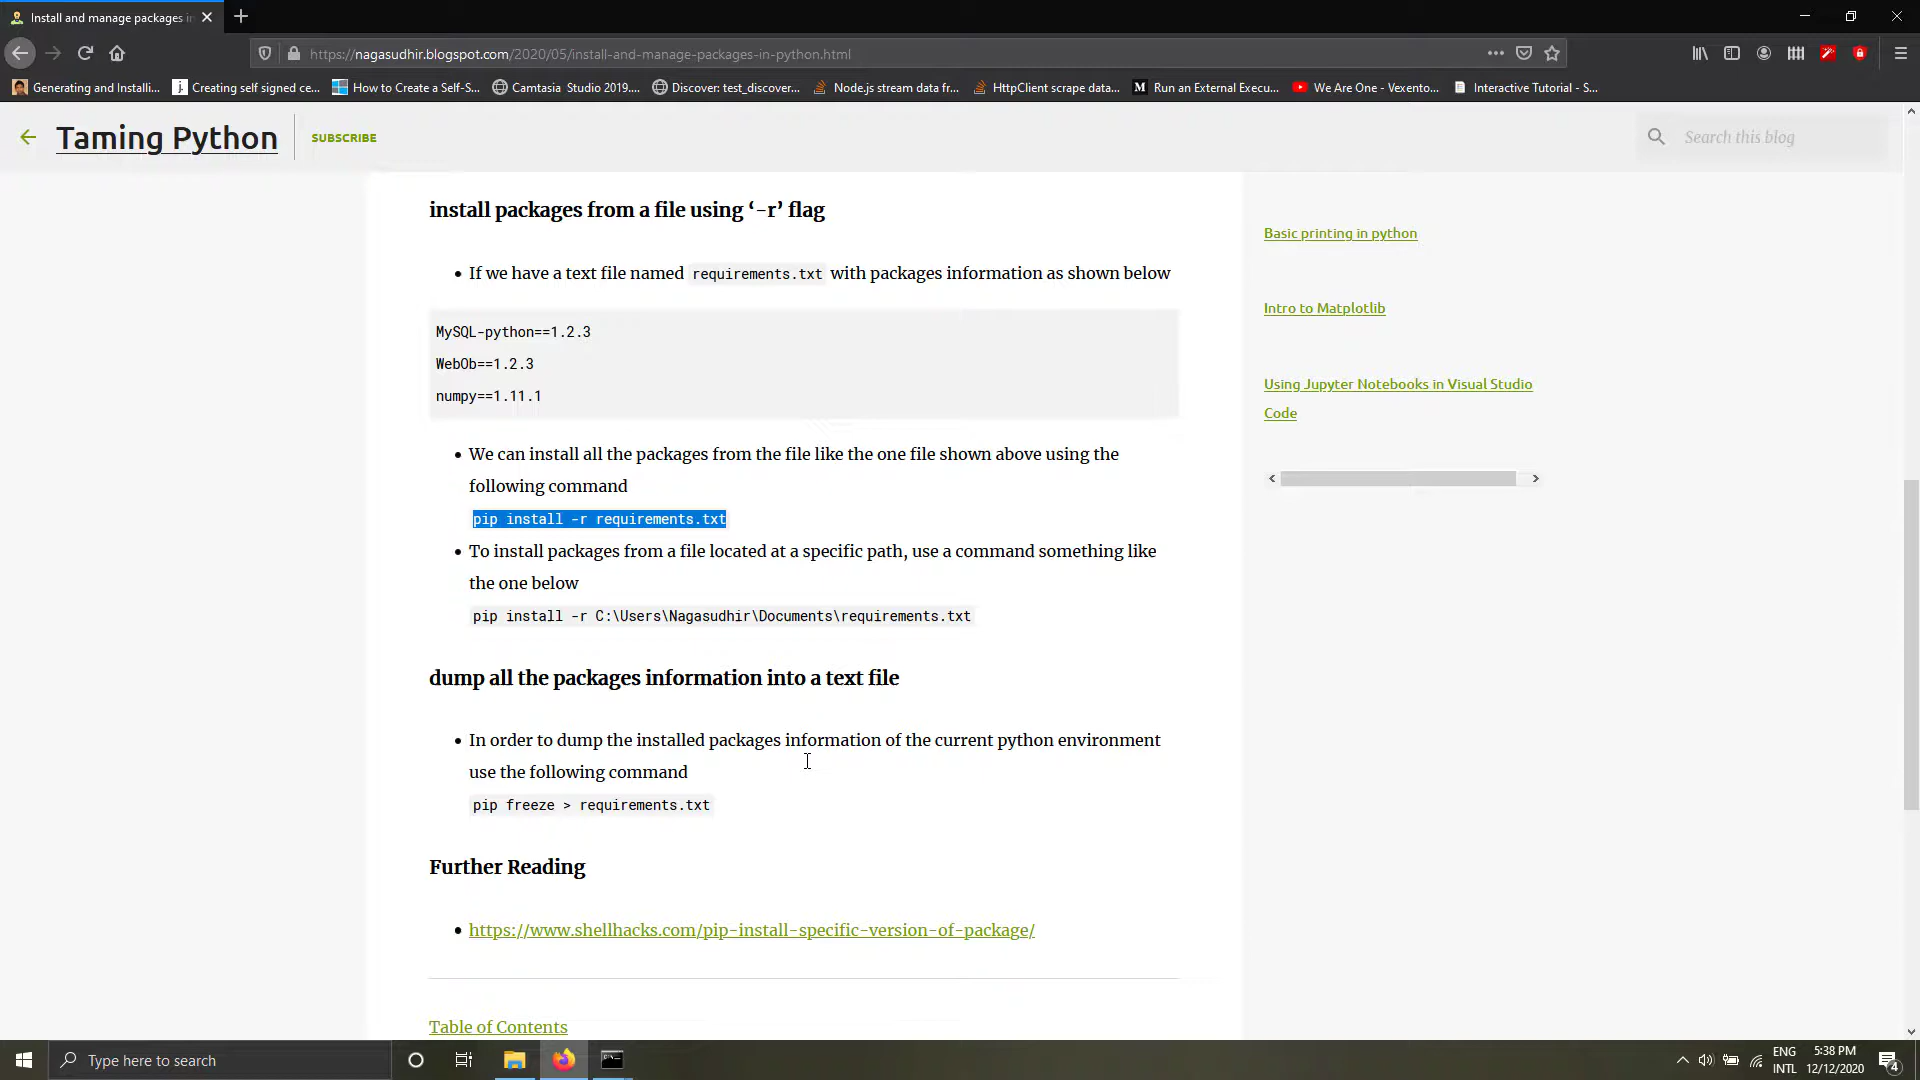 Install and manage packages in
https://nagasudhir.blogspot.com/2020/05/install-and-manage-packages-in-python.html
Generating and Installi...
Creating self signed ce...
How to Create a Self-S...
Camtasia Studio 2019....
Discover: test_discover...
Node.js stream data fr...
HttpClient scrape data...
Run an External Execu...
We Are One - Vexento...
Interactive Tutorial - S...
Taming Python
SUBSCRIBE
Search this blog
install packages from a file using ‘-r’ flag
• If we have a text file named requirements.txt with packages information as shown below
MySQL-python==1.2.3
WebOb==1.2.3
numpy==1.11.1
• We can install all the packages from the file like the one file shown above using the
following command
pip install -r requirements.txt
• To install packages from a file located at a specific path, use a command something like
the one below
pip install -r C:\Users\Nagasudhir\Documents\requirements.txt
dump all the packages information into a text file
• In order to dump the installed packages information of the current python environment
use the following command
pip freeze > requirements.txt
Further Reading
• https://www.shellhacks.com/pip-install-specific-version-of-package/
Table of Contents
Basic printing in python
Intro to Matplotlib
Using Jupyter Notebooks in Visual Studio
Code
Type here to search
ENG
INTL
5:38 PM
12/12/2020
4